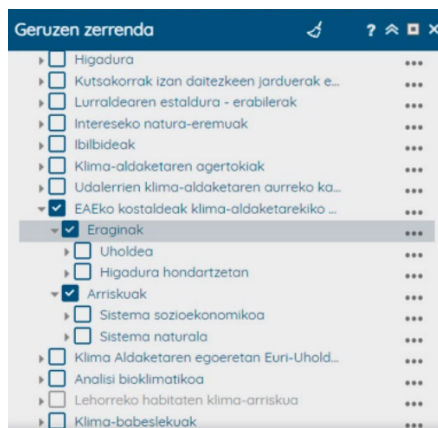 Geruzen zerrenda
Higadura
Kutsakorrak izan daitezkeen jarduerak e...
Lurraldearen estaldura - erabilerak
Intereseko natura-eremuak
Ibilbideak
Klima-aldaketaren agertokiak
Udalerrien klima-aldaketaren aurreko ka...
EAEko kostaldeak klima-aldaketarekiko ...
Eraginak
Uholdea
Higadura hondartzetan
Arriskuak
Sistema sozioekonomikoa
Sistema naturala
Klima Aldaketaren egoeretan Euri-Uhold...
Analisi bioklimatikoa
Lehorreko habitaten klima-arriskua
Klima-babeslekuak